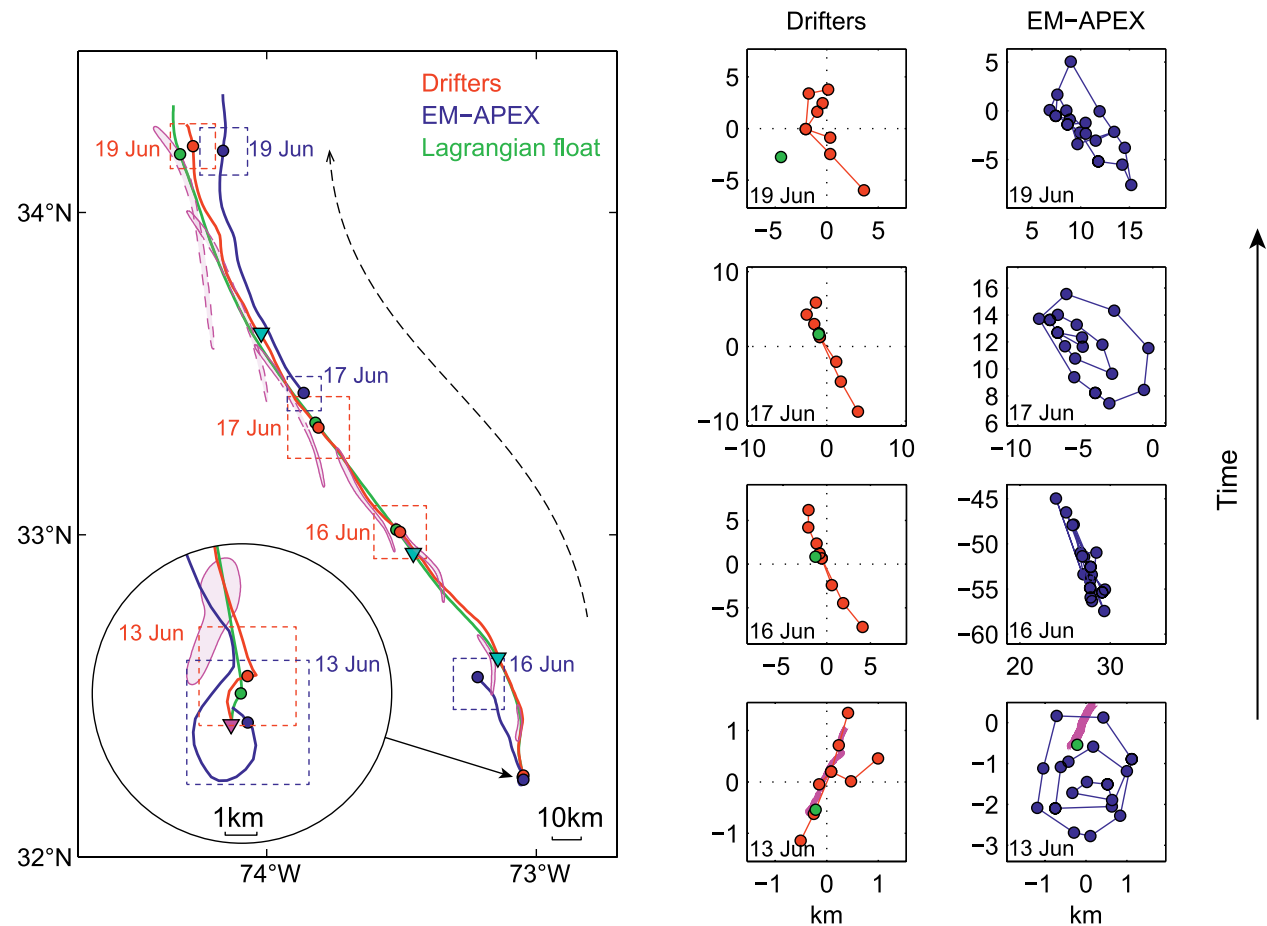 Drifters
EM−APEX
Lagrangian float
19 Jun
19 Jun
34°N
17 Jun
17 Jun
33°N
16 Jun
13 Jun
13 Jun
16 Jun
1km
10km
32°N
74°W
73°W
Drifters
EM−APEX
5
0
−5
19 Jun
−5
0
5
5
0
−5
19 Jun
5
10
15
10
0
−10
17 Jun
−10
0
10
16
14
12
10
8
6
17 Jun
−10
−5
0
5
0
−5
16 Jun
−5
0
5
−45
−50
−55
−60
16 Jun
20
30
1
0
−1
13 Jun
−1
0
1
km
0
−1
−2
−3
13 Jun
−1
0
1
km
Time